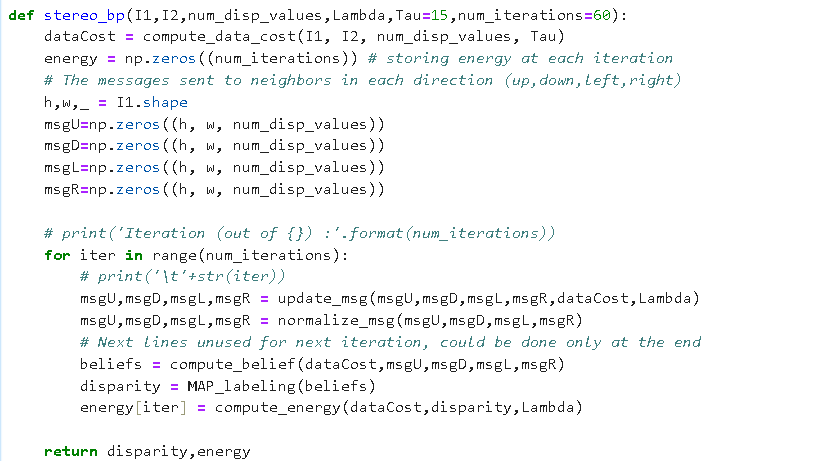 def stereo_bp(I1,I2,num_disp_values,Lambda,Tau=15,num_iterations=60):
    dataCost = compute_data_cost(I1, I2, num_disp_values, Tau)
    energy = np.zeros((num_iterations)) # storing energy at each iteration
    # The messages sent to neighbors in each direction (up,down,left,right)
    h,w,_ = I1.shape
    msgU=np.zeros((h, w, num_disp_values))
    msgD=np.zeros((h, w, num_disp_values))
    msgL=np.zeros((h, w, num_disp_values))
    msgR=np.zeros((h, w, num_disp_values))

    # print('Iteration (out of {}) :'.format(num_iterations))
    for iter in range(num_iterations):
        # print('\t'+str(iter))
        msgU,msgD,msgL,msgR = update_msg(msgU,msgD,msgL,msgR,dataCost,Lambda)
        msgU,msgD,msgL,msgR = normalize_msg(msgU,msgD,msgL,msgR)
        # Next lines unused for next iteration, could be done only at the end
        beliefs = compute_belief(dataCost,msgU,msgD,msgL,msgR)
        disparity = MAP_labeling(beliefs)
        energy[iter] = compute_energy(dataCost,disparity,Lambda)

    return disparity,energy